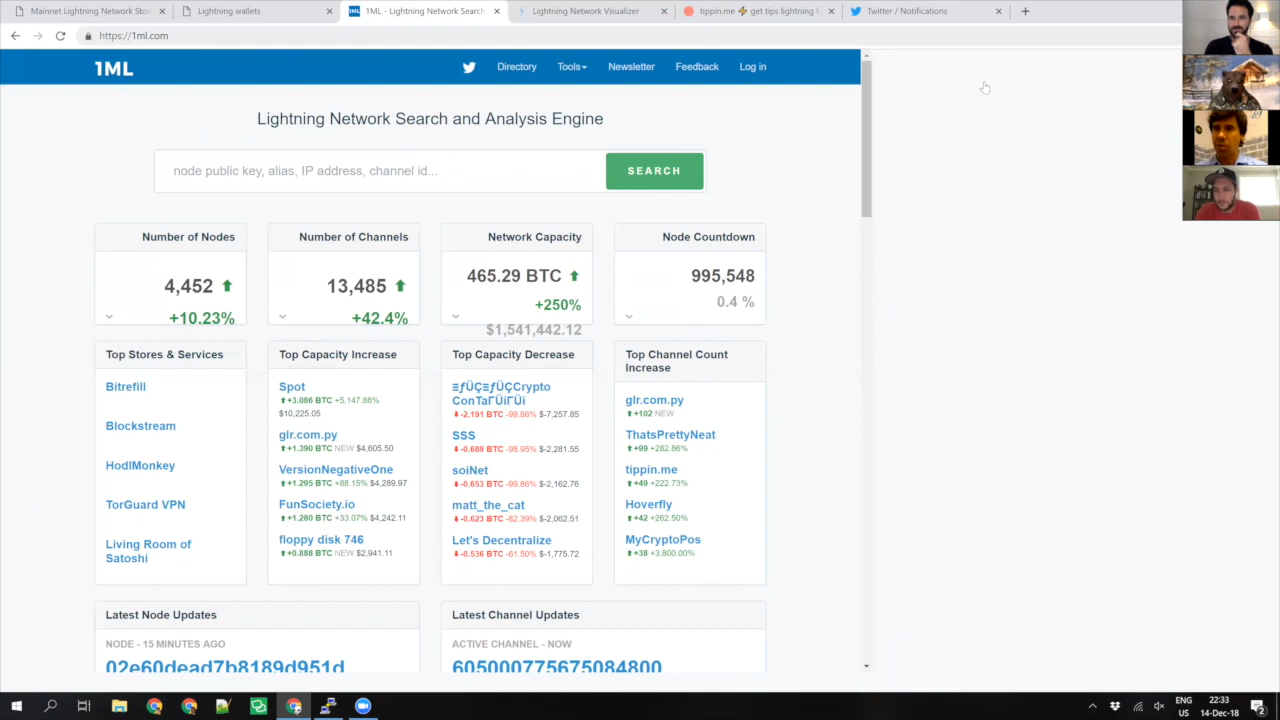 Mainnet Lightning Network Stor
Lightning wallets
1ML - Lightning Network Search
Lightning Network Visualizer
tippin.me ⚡ get tips lightning f
Twitter / Notifications
https://1ml.com
1ML
Directory
Tools
Newsletter
Feedback
Log in
Lightning Network Search and Analysis Engine
node public key, alias, IP address, channel id...
SEARCH
Number of Nodes
4,452
+10.23%
Number of Channels
13,485
+42.4%
Network Capacity
465.29 BTC
+250%
$1,541,442.12
Node Countdown
995,548
0.4 %
Top Stores & Services
Bitrefill
Blockstream
HodlMonkey
TorGuard VPN
Living Room of
Satoshi
Top Capacity Increase
Spot
+3.086 BTC +5,147.86%
$10,225.05
glr.com.py
+1.390 BTC NEW $4,605.50
VersionNegativeOne
+1.295 BTC +88.15% $4,289.97
FunSociety.io
+1.280 BTC +33.07% $4,242.11
floppy disk 746
+0.888 BTC NEW $2,941.11
Top Capacity Decrease
≡ƒÜÇ≡ƒÜÇCrypto
ConTaΓÜíΓÜí
-2.191 BTC -99.86% $-7,257.85
SSS
-0.689 BTC -98.95% $-2,281.55
soiNet
-0.653 BTC -99.86% $-2,162.76
matt_the_cat
-0.623 BTC -82.39% $-2,062.51
Let's Decentralize
-0.536 BTC -61.50% $-1,775.72
Top Channel Count
Increase
glr.com.py
+102 NEW
ThatsPrettyNeat
+99 +282.86%
tippin.me
+49 +222.73%
Hoverfly
+42 +262.50%
MyCryptoPos
+38 +3,800.00%
Latest Node Updates
NODE - 15 MINUTES AGO
02e60dead7b8189d951d
Latest Channel Updates
ACTIVE CHANNEL - NOW
605000775675084800
ENG
US
22:33
14-Dec-18
2